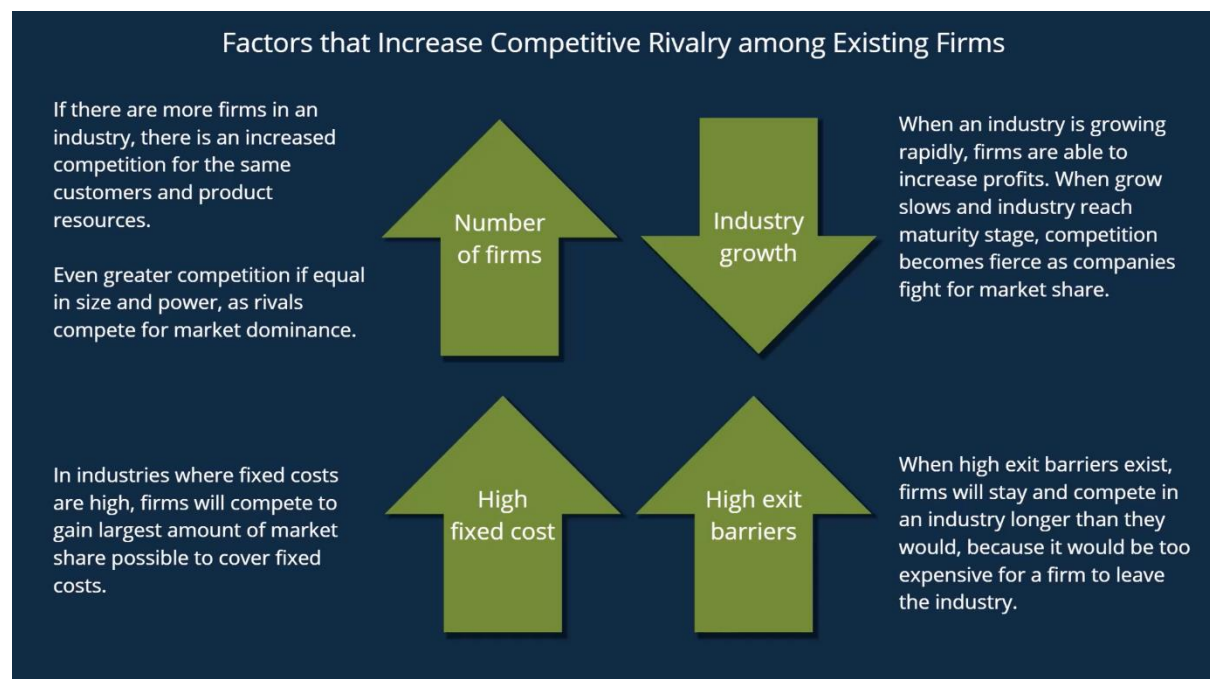 Factors that Increase Competitive Rivalry among Existing Firms
If there are more firms in an
industry, there is an increased
competition for the same
customers and product
resources.
Even greater competition if equal
in size and power, as rivals
compete for market dominance.
Number
of firms
Industry
growth
When an industry is growing
rapidly, firms are able to
increase profits. When grow
slows and industry reach
maturity stage, competition
becomes fierce as companies
fight for market share.
In industries where fixed costs
are high, firms will compete to
gain largest amount of market
share possible to cover fixed
costs.
High
fixed cost
High exit
barriers
When high exit barriers exist,
firms will stay and compete in
an industry longer than they
would, because it would be too
expensive for a firm to leave
the industry.